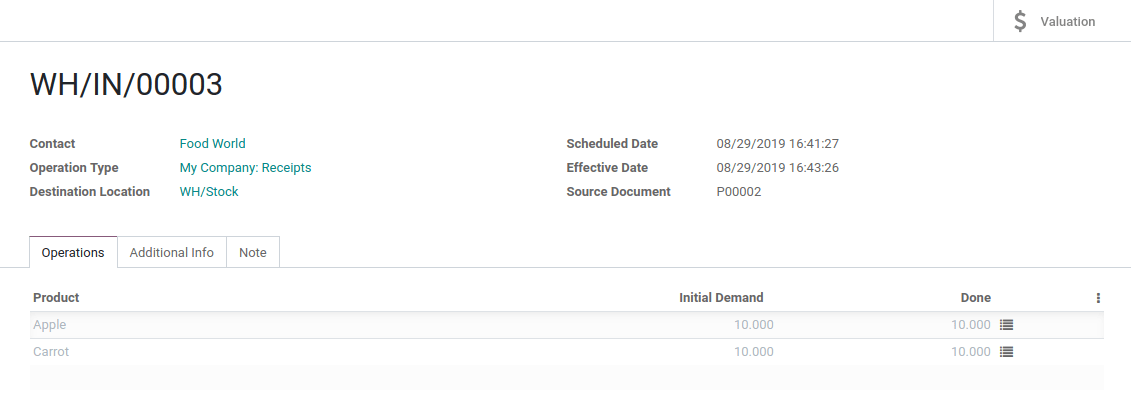 Valuation
WH/IN/00003
Contact Food World Scheduled Date 08/29/2019 16:41:27
Operation Type My Company: Receipts Effective Date 08/29/2019 16:43:26
Destination Location WH/Stock Source Document P00002
Operations Additional Info Note
Product Initial Demand Done
Apple 10.000 10.000
Carrot 10.000 10.000